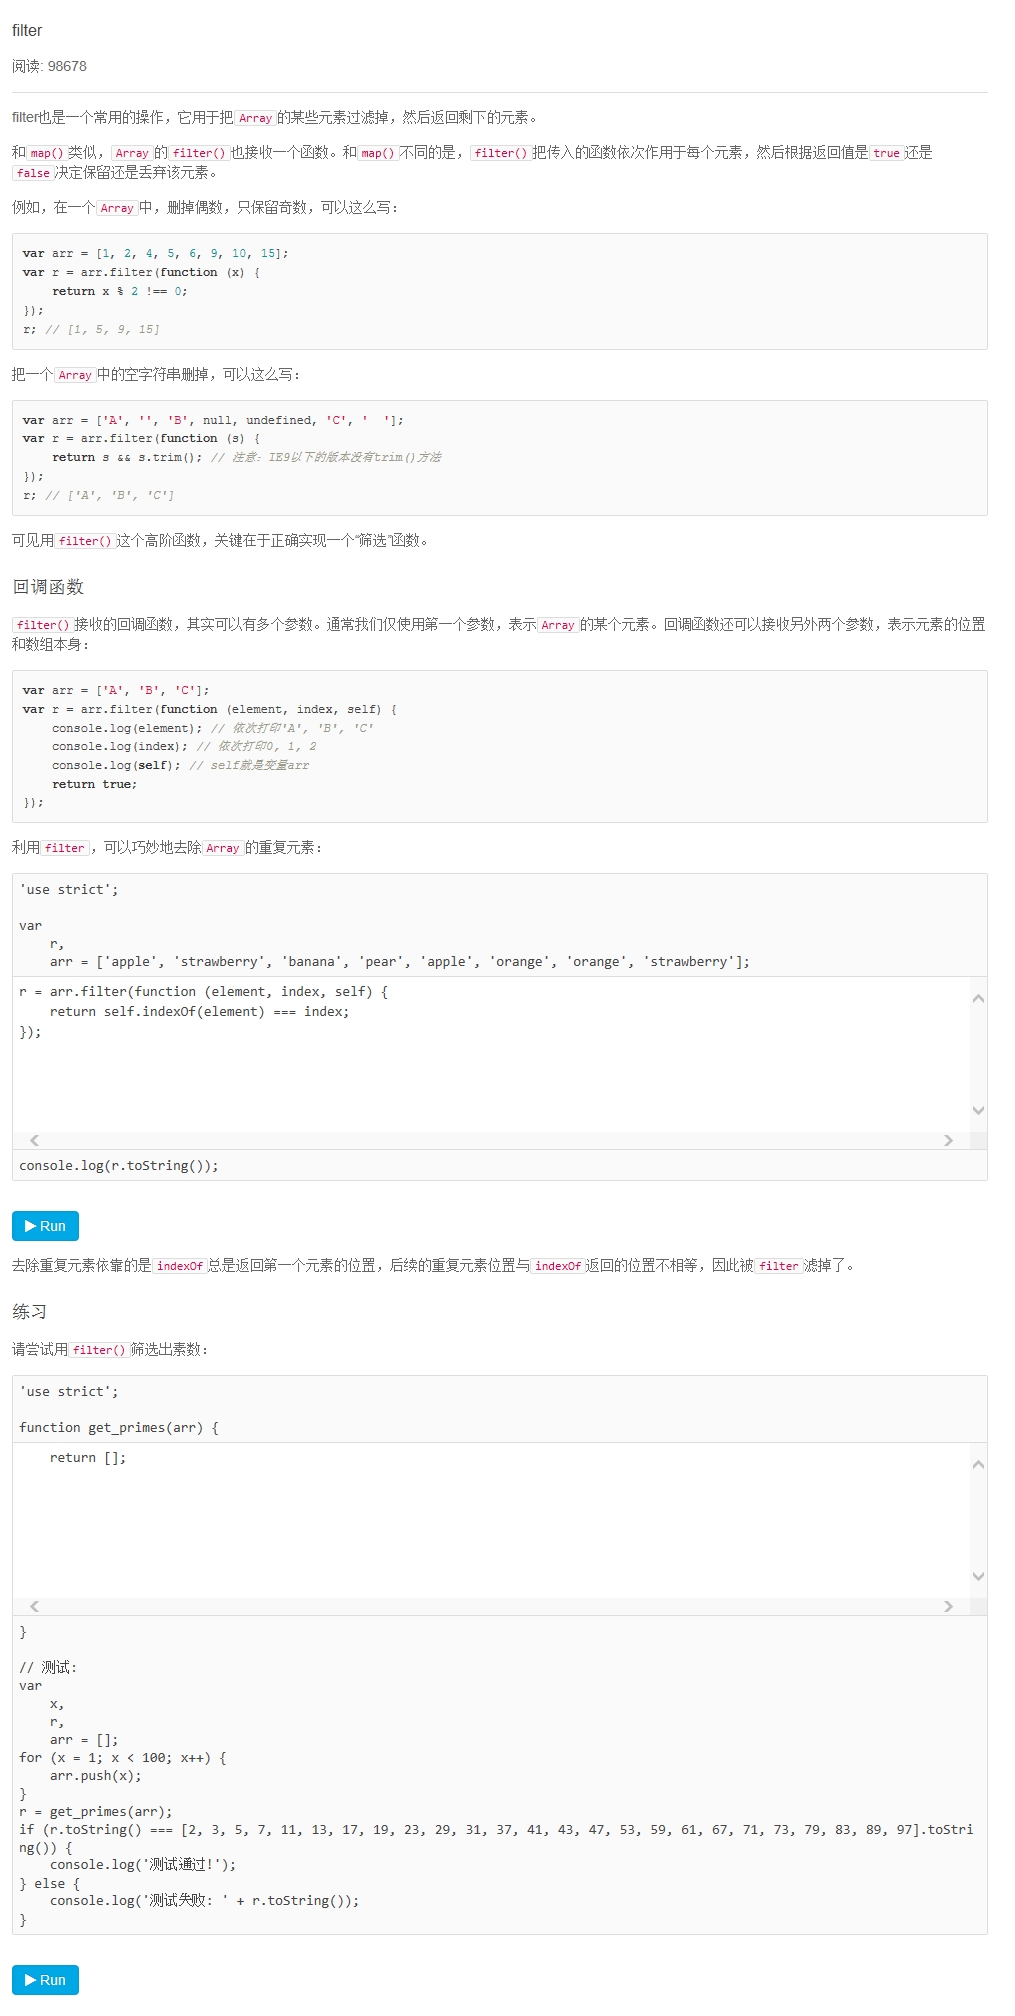 filter
阅读: 98678
filter也是一个常用的操作，它用于把Array的某些元素过滤掉，然后返回剩下的元素。
和map()类似，Array的filter()也接收一个函数。和map()不同的是，filter()把传入的函数依次作用于每个元素，然后根据返回值是true还是
false决定保留还是丢弃该元素。
例如，在一个Array中，删掉偶数，只保留奇数，可以这么写：
var arr = [1, 2, 4, 5, 6, 9, 10, 15];
var r = arr.filter(function (x) {
    return x % 2 !== 0;
});
r; // [1, 5, 9, 15]
把一个Array中的空字符串删掉，可以这么写：
var arr = ['A', '', 'B', null, undefined, 'C', '  '];
var r = arr.filter(function (s) {
    return s && s.trim(); // 注意：IE9以下的版本没有trim()方法
});
r; // ['A', 'B', 'C']
可见用filter()这个高阶函数，关键在于正确实现一个“筛选”函数。
回调函数
filter()接收的回调函数，其实可以有多个参数。通常我们仅使用第一个参数，表示Array的某个元素。回调函数还可以接收另外两个参数，表示元素的位置
和数组本身：
var arr = ['A', 'B', 'C'];
var r = arr.filter(function (element, index, self) {
    console.log(element); // 依次打印'A', 'B', 'C'
    console.log(index); // 依次打印0, 1, 2
    console.log(self); // self就是变量arr
    return true;
});
利用filter，可以巧妙地去除Array的重复元素：
'use strict';
var
    r,
    arr = ['apple', 'strawberry', 'banana', 'pear', 'apple', 'orange', 'orange', 'strawberry'];
r = arr.filter(function (element, index, self) {
    return self.indexOf(element) === index;
});
console.log(r.toString());
Run
去除重复元素依靠的是indexOf总是返回第一个元素的位置，后续的重复元素位置与indexOf返回的位置不相等，因此被filter滤掉了。
练习
请尝试用filter()筛选出素数：
'use strict';
function get_primes(arr) {
    return [];
}
// 测试:
var
    x,
    r,
    arr = [];
for (x = 1; x < 100; x++) {
    arr.push(x);
}
r = get_primes(arr);
if (r.toString() === [2, 3, 5, 7, 11, 13, 17, 19, 23, 29, 31, 37, 41, 43, 47, 53, 59, 61, 67, 71, 73, 79, 83, 89, 97].toStri
ng()) {
    console.log('测试通过!');
} else {
    console.log('测试失败: ' + r.toString());
}
Run